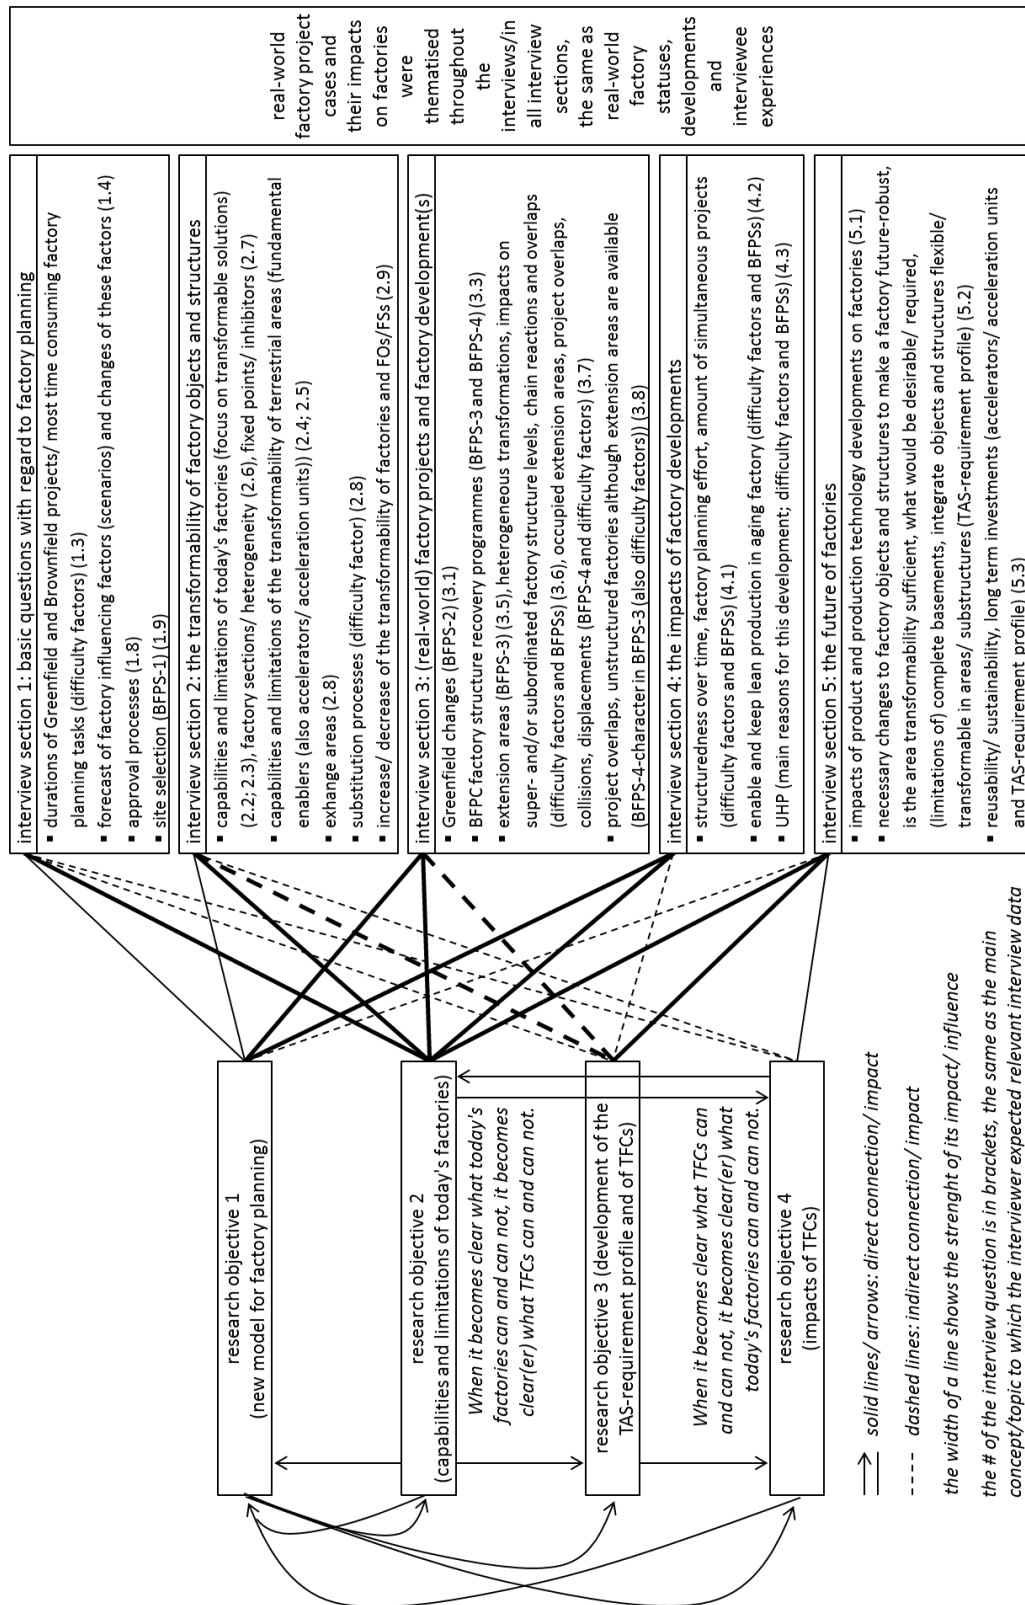 research objective 1
(new model for factory planning)
research objective 2
(capabilities and limitations of today's factories)
When it becomes clear what today's
factories can and can not, it becomes
clear(er) what TFCs can and can not.
research objective 3 (development of the
TAS-requirement profile and of TFCs)
When it becomes clear what TFCs can
and can not, it becomes clear(er) what
today's factories can and can not.
research objective 4
(impacts of TFCs)
solid lines/ arrows: direct connection/ impact
dashed lines: indirect connection/ impact
the width of a line shows the strenght of its impact/ influence
the # of the interview question is in brackets, the same as the main
concept/topic to which the interviewer expected relevant interview data
interview section 1: basic questions with regard to factory planning
▪ durations of Greenfield and Brownfield projects/ most time consuming factory
planning tasks (difficulty factors) (1.3)
▪ forecast of factory influencing factors (scenarios) and changes of these factors (1.4)
▪ approval processes (1.8)
▪ site selection (BFPS-1) (1.9)
interview section 2: the transformability of factory objects and structures
▪ capabilities and limitations of today's factories (focus on transformable solutions)
(2.2; 2.3), factory sections/ heterogeneity (2.6), fixed points/ inhibitors (2.7)
▪ capabilities and limitations of the transformability of terrestrial areas (fundamental
enablers (also accelerators/ acceleration units)) (2.4; 2.5)
▪ exhange areas (2.8)
▪ substitution processes (difficulty factor) (2.8)
▪ increase/ decrease of the transformability of factories and FOs/FSs (2.9)
interview section 3: (real-world) factory projects and factory development(s)
▪ Greenfield changes (BFPS-2) (3.1)
▪ BFPC factory structure recovery programmes (BFPS-3 and BFPS-4) (3.3)
▪ extension areas (BFPS-3) (3.5), heterogeneous transformations, impacts on
super- and/or subordinated factory structure levels, chain reactions and overlaps
(difficulty factors and BFPSs) (3.6), occupied extension areas, project overlaps,
collisions, displacements (BFPS-4 and difficulty factors) (3.7)
▪ project overlaps, unstructured factories although extension areas are available
(BFPS-4-character in BFPS-3 (also difficulty factors)) (3.8)
interview section 4: the impacts of factory developments
▪ structuredness over time, factory planning effort, amount of simultaneous projects
(difficulty factors and BFPSs) (4.1)
▪ enable and keep lean production in aging factory (difficulty factors and BFPSs) (4.2)
▪ UHP (main reasons for this development; difficulty factors and BFPSs) (4.3)
interview section 5: the future of factories
▪ impacts of product and production technology developments on factories (5.1)
▪ necessary changes to factory objects and structures to make a factory future-robust,
is the area transformability sufficient, what would be desirable/ required,
(limitations of) complete basements, integrate objects and structures flexible/
transformable in areas/ substructures (TAS-requirement profile) (5.2)
▪ reusability/ sustainability, long term investments (accelerators/ acceleration units
and TAS-requirement profile) (5.3)
real-world
factory project
cases and
their impacts
on factories
were
thematised
throughout
the
interviews/in
all interview
sections,
the same as
real-world
factory
statuses,
developments
and
interviewee
experiences